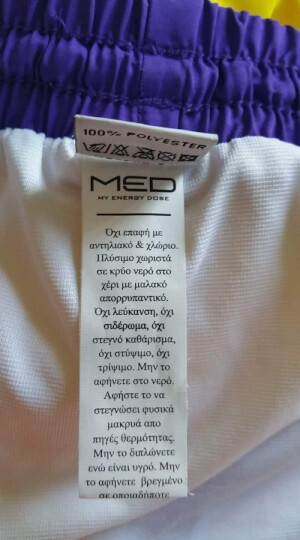 100% POLYESTER
MED
MY ENERGY DOSE
Όχι επαφή με
αντηλιακό & χλώριο.
Πλύσιμο χωριστά
σε κρύο νερό στο
χέρι με μαλακό
απορρυπαντικό.
Όχι λεύκανση, όχι
σιδέρωμα, όχι
στεγνό καθάρισμα,
όχι στύψιμο, όχι
τρίψιμο. Μην το
αφήνετε στο νερό.
Αφήστε το να
στεγνώσει φυσικά
μακρυά απο
πηγές θερμότητας.
Μην το διπλώνετε
ενώ είναι υγρό. Μην το
αφήνετε βρεγμένο
σε οποιαδήποτε